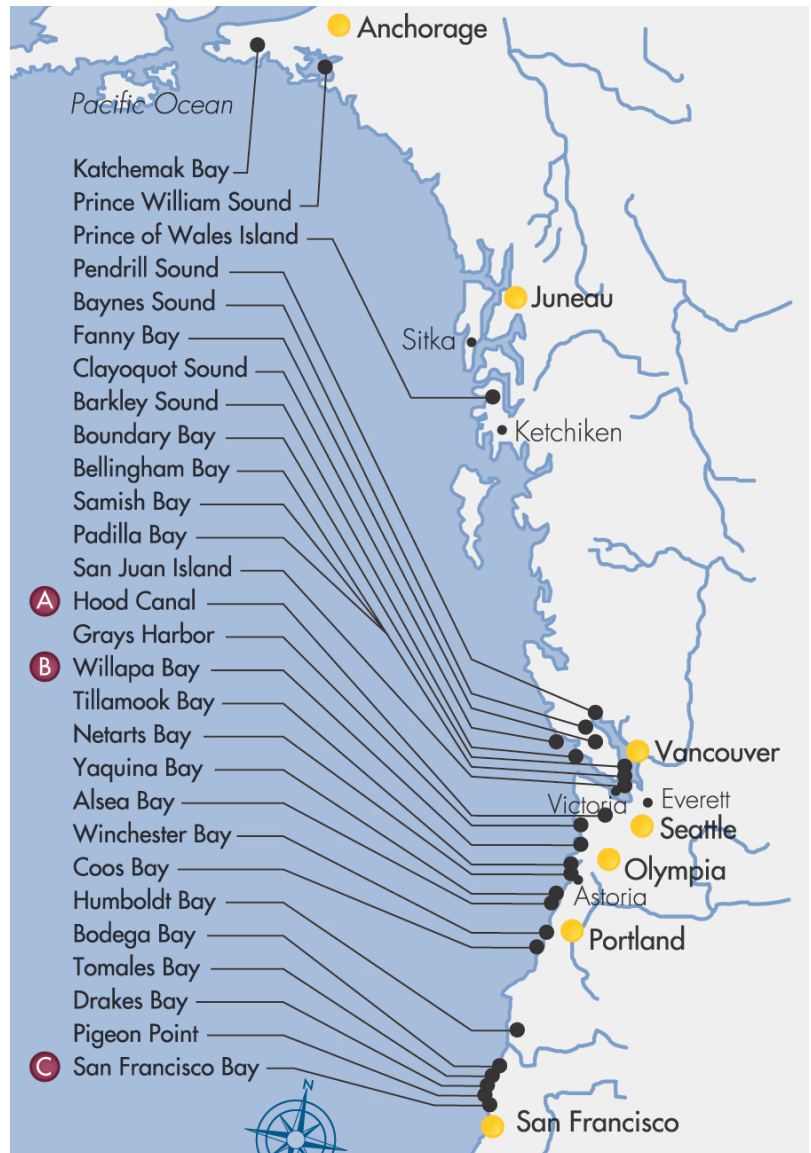 Anchorage
Pacific Ocean
Katchemak Bay
Prince William Sound
Prince of Wales Island
Pendrill Sound
Baynes Sound
Fanny Bay
Clayoquot Sound
Barkley Sound
Boundary Bay
Bellingham Bay
Samish Bay
Padilla Bay
San Juan Island
A Hood Canal
Grays Harbor
B Willapa Bay
Tillamook Bay
Netarts Bay
Yaquina Bay
Alsea Bay
Winchester Bay
Coos Bay
Humboldt Bay
Bodega Bay
Tomales Bay
Drakes Bay
Pigeon Point
C San Francisco Bay
Juneau
Sitka
Ketchiken
Vancouver
Victoria
Everett
Seattle
Olympia
Astoria
Portland
San Francisco
N